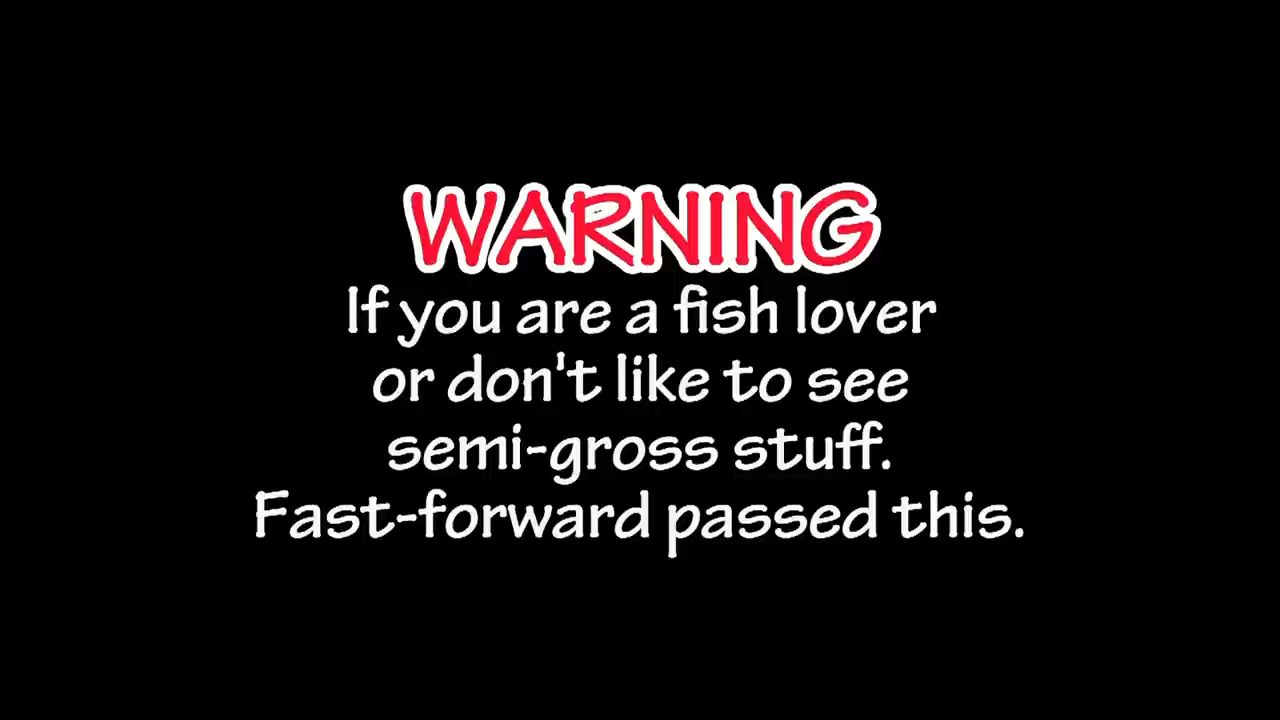 WARNING
If you are a fish lover
or don't like to see
semi-gross stuff.
Fast-forward passed this.